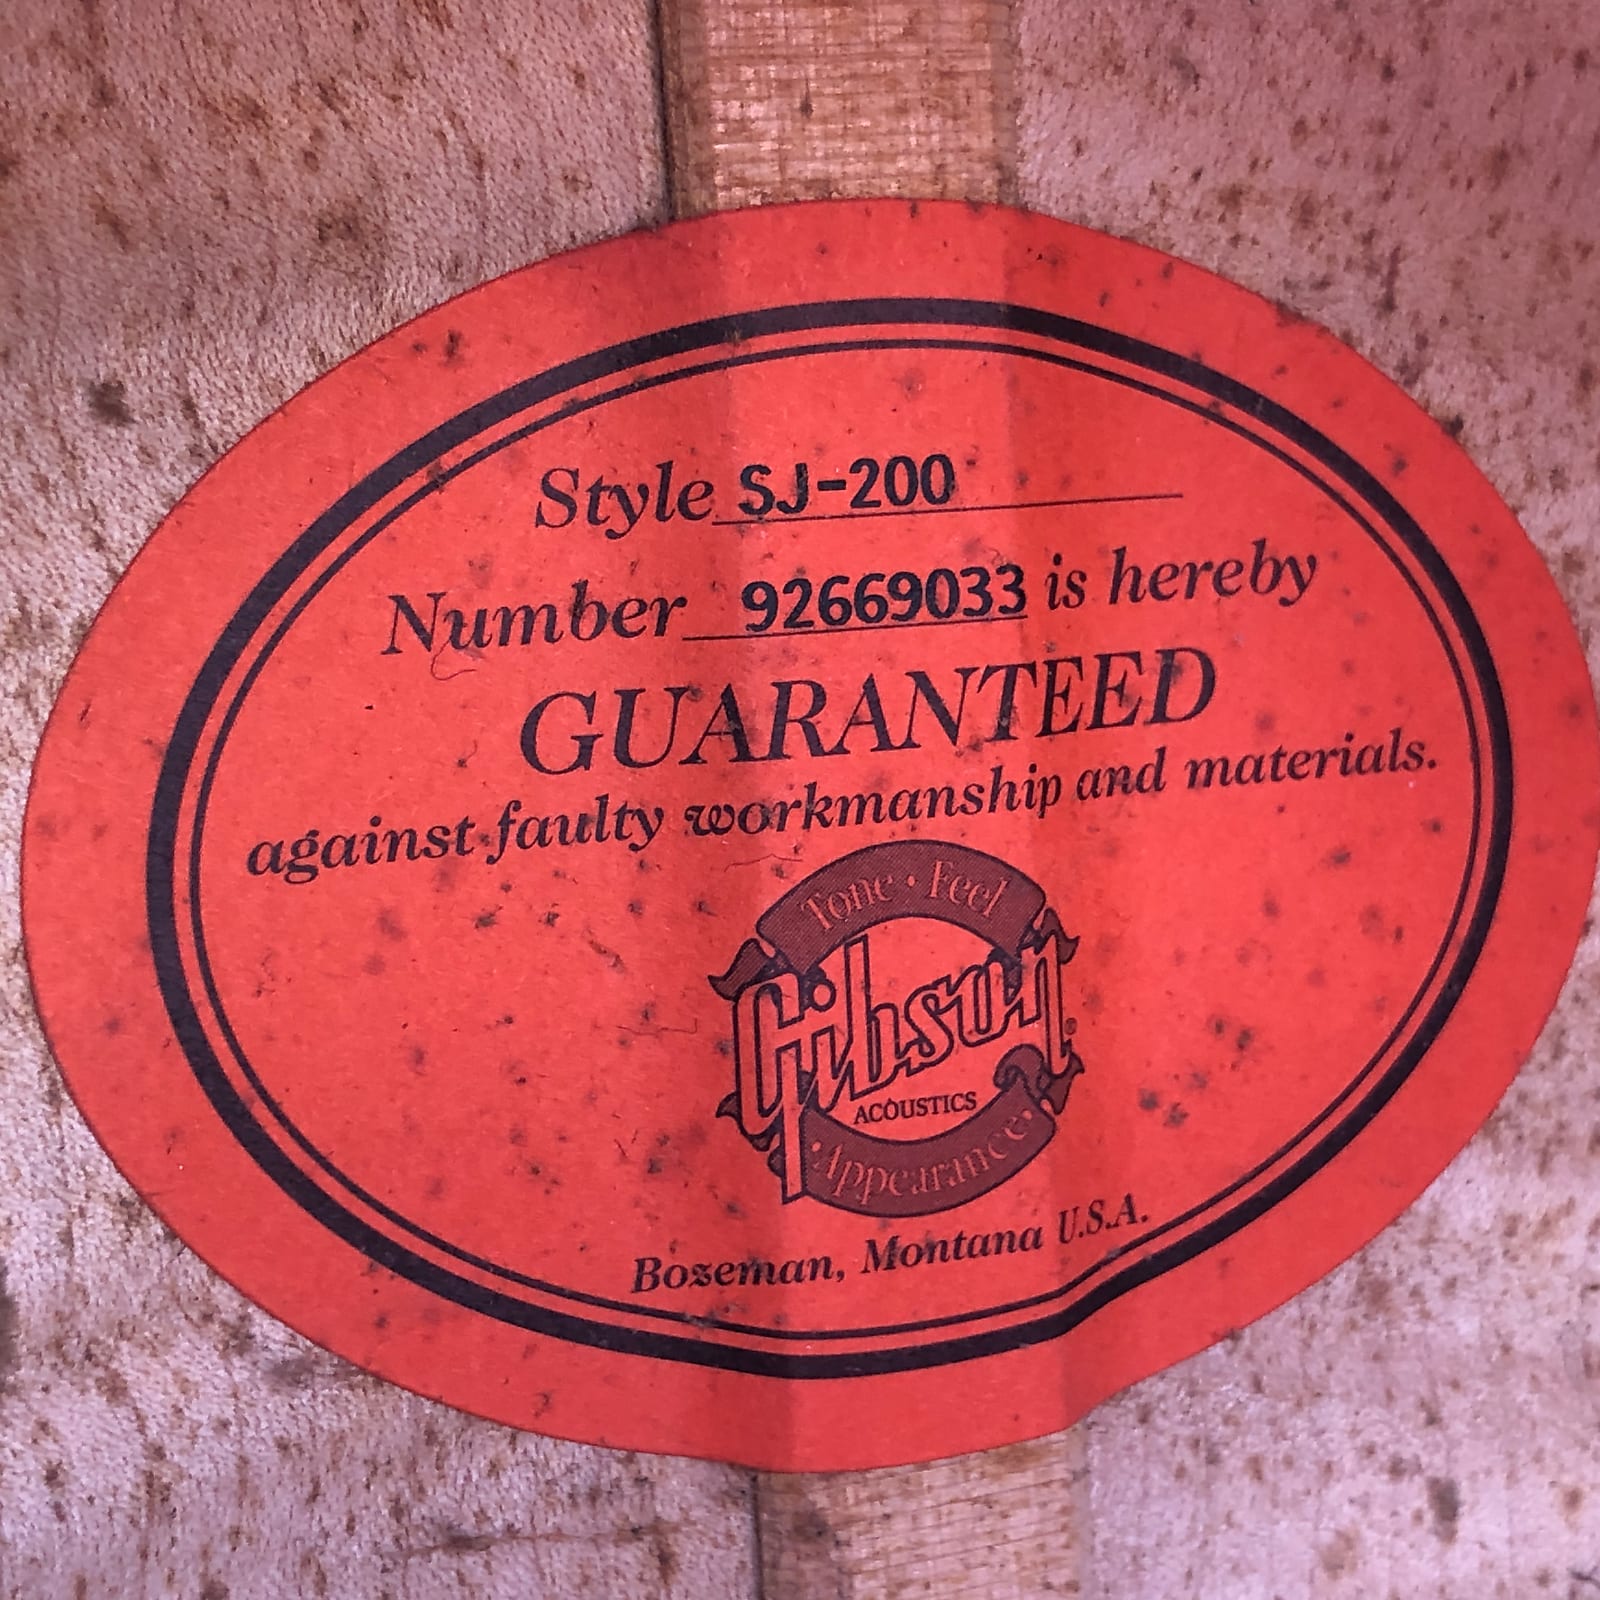 Style SJ-200
Number 92669033 is hereby
GUARANTEED
against faulty workmanship and materials.
Tone · Feel
Gibson®
ACOUSTICS
·Appearance·
Bozeman, Montana U.S.A.